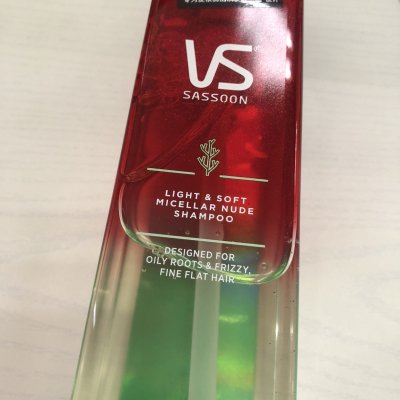 VS
SASSOON
LIGHT & SOFT
MICELLAR NUDE
SHAMPOO
DESIGNED FOR
OILY ROOTS & FRIZZY,
FINE FLAT HAIR